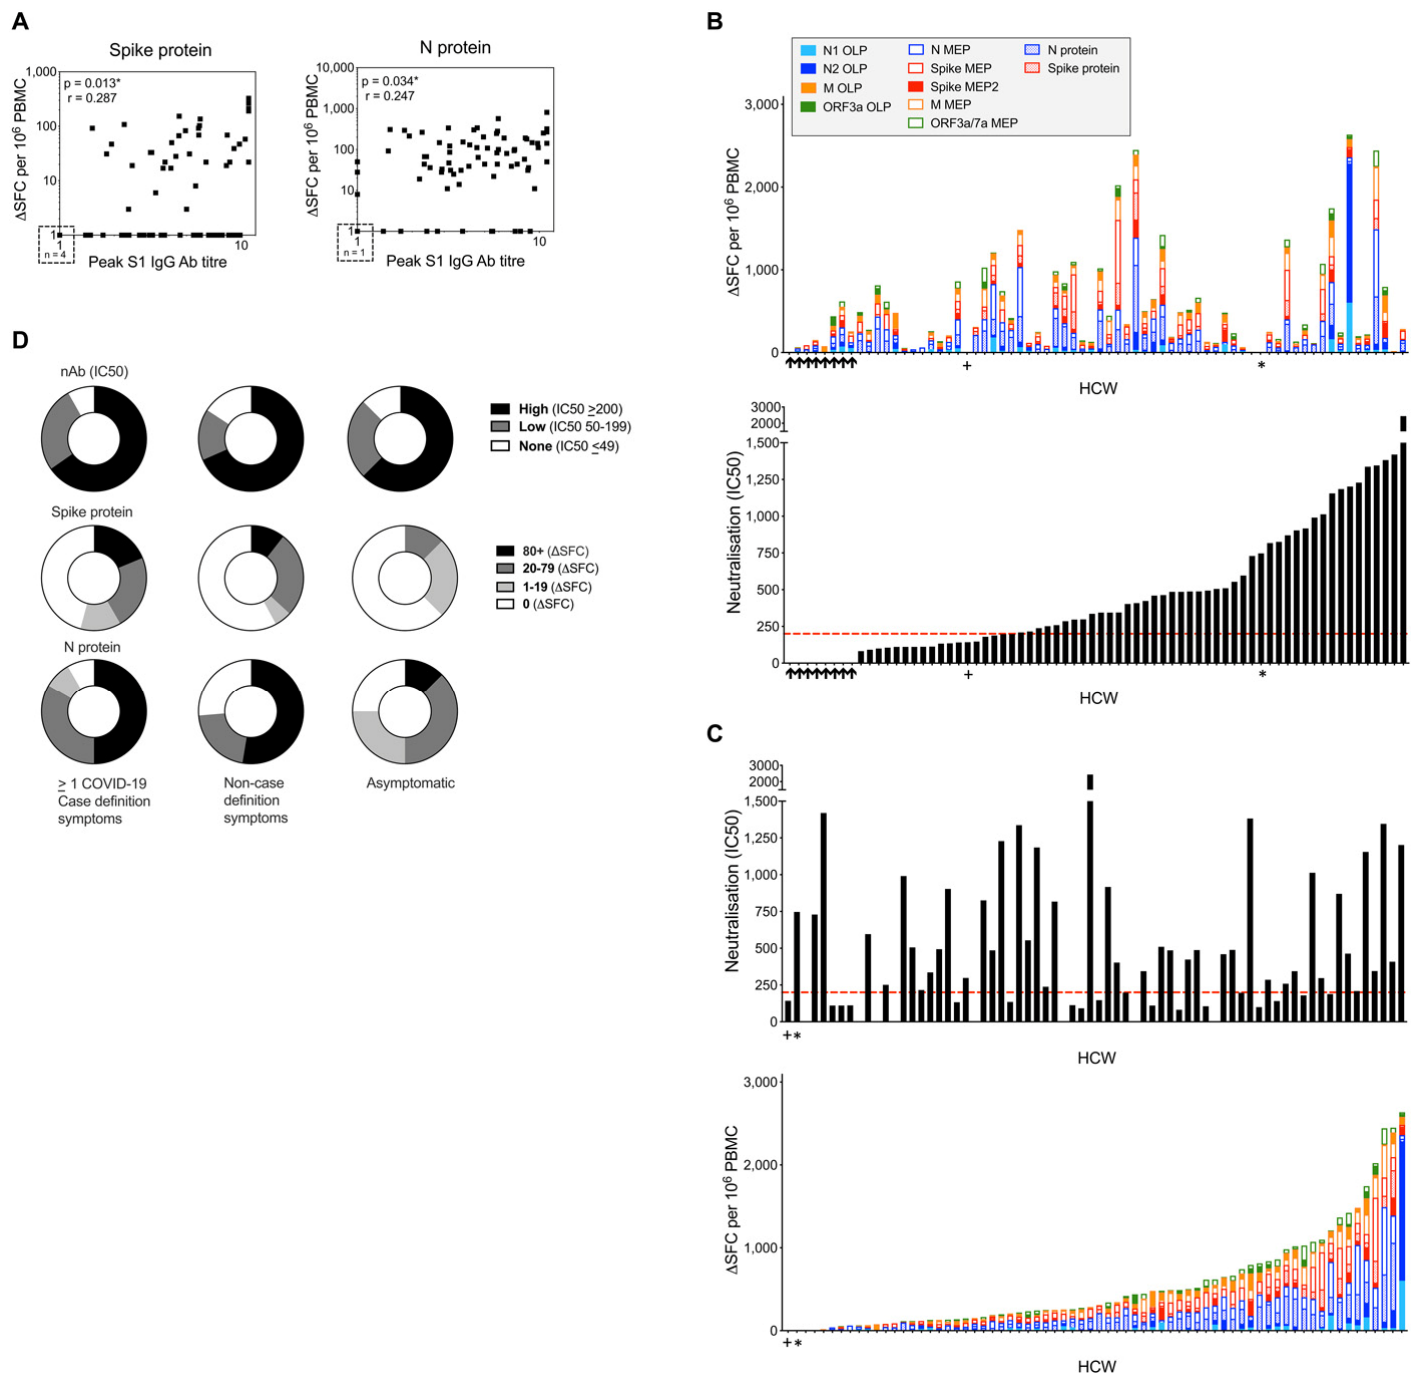 A
Spike protein
ΔSFC per 10⁶ PBMC
1,000
100
10
1
p = 0.013*
r = 0.287
1
n = 4
10
Peak S1 IgG Ab titre
N protein
ΔSFC per 10⁶ PBMC
10,000
1,000
100
10
1
p = 0.034*
r = 0.247
1
n = 1
10
Peak S1 IgG Ab titre
B
N1 OLP
N2 OLP
M OLP
ORF3a OLP
N MEP
Spike MEP
Spike MEP2
M MEP
ORF3a/7a MEP
N protein
Spike protein
ΔSFC per 10⁶ PBMC
3,000
2,000
1,000
0
+
*
HCW
Neutralisation (IC50)
3000
2000
1,500
1,250
1,000
750
500
250
0
+
*
HCW
C
Neutralisation (IC50)
3000
2000
1,500
1,250
1,000
750
500
250
0
+*
HCW
ΔSFC per 10⁶ PBMC
3,000
2,000
1,000
0
+*
HCW
D
nAb (IC50)
High (IC50 ≥200)
Low (IC50 50-199)
None (IC50 ≤49)
Spike protein
80+ (ΔSFC)
20-79 (ΔSFC)
1-19 (ΔSFC)
0 (ΔSFC)
N protein
≥ 1 COVID-19
Case definition
symptoms
Non-case
definition
symptoms
Asymptomatic